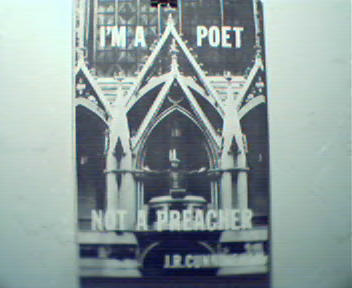 I'M A POET
NOT A PREACHER
J.R.